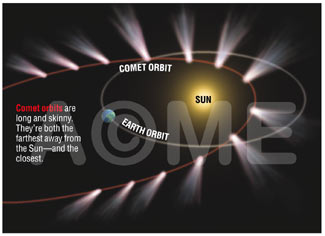 COMET ORBIT
SUN
EARTH ORBIT
Comet orbits are
long and skinny.
They're both the
farthest away from
the Sun—and the
closest.
A©ME